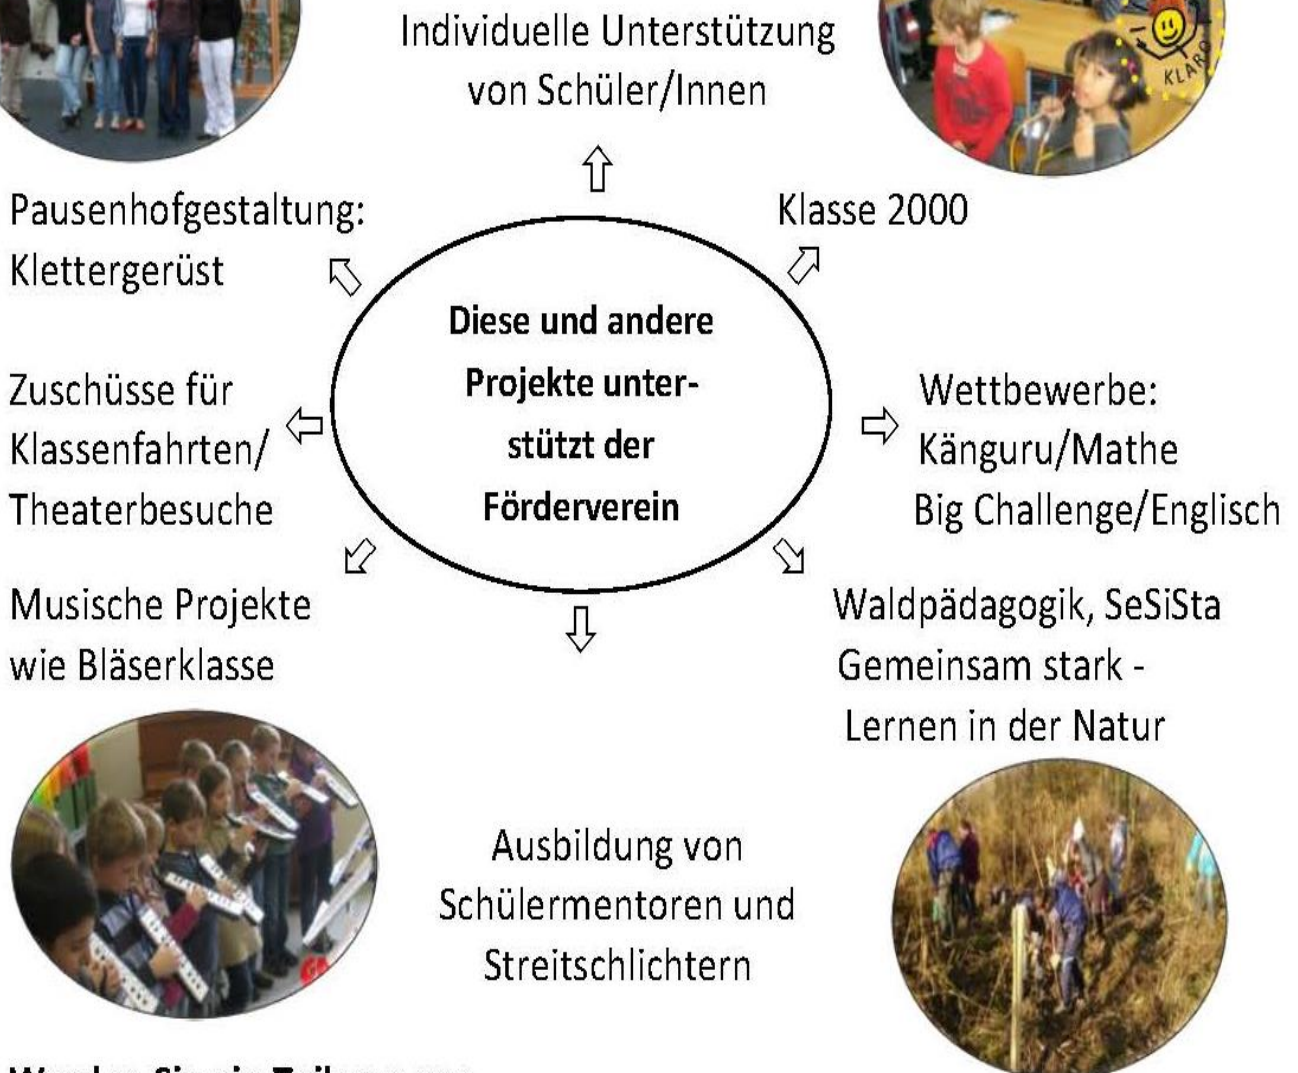 Individuelle Unterstützung
von Schüler/Innen
KLARO
Pausenhofgestaltung:
Klettergerüst
Klasse 2000
Diese und andere
Projekte unter-
stützt der
Förderverein
Zuschüsse für
Klassenfahrten/
Theaterbesuche
Wettbewerbe:
Känguru/Mathe
Big Challenge/Englisch
Musische Projekte
wie Bläserklasse
Waldpädagogik, SeSiSta
Gemeinsam stark -
Lernen in der Natur
Ausbildung von
Schülermentoren und
Streitschlichtern